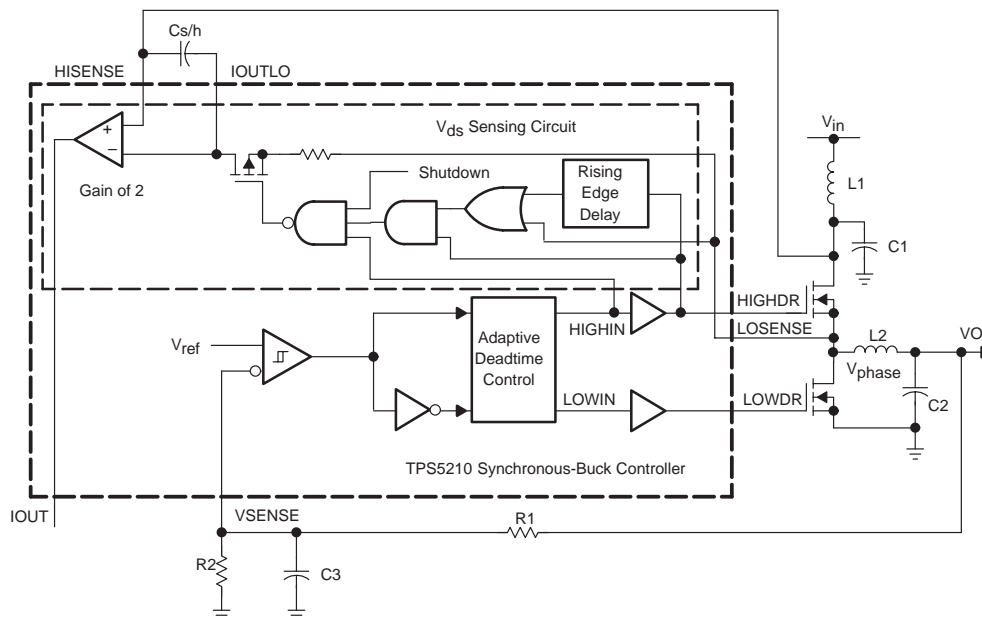 Cs/h
HISENSE
IOUTLO
Vds Sensing Circuit
Vin
+
−
Gain of 2
Shutdown
Rising
Edge
Delay
L1
C1
HIGHDR
HIGHIN
LOSENSE
L2
VO
Vphase
Vref
Adaptive
Deadtime
Control
LOWIN
LOWDR
C2
TPS5210 Synchronous-Buck Controller
IOUT
VSENSE
R1
R2
C3